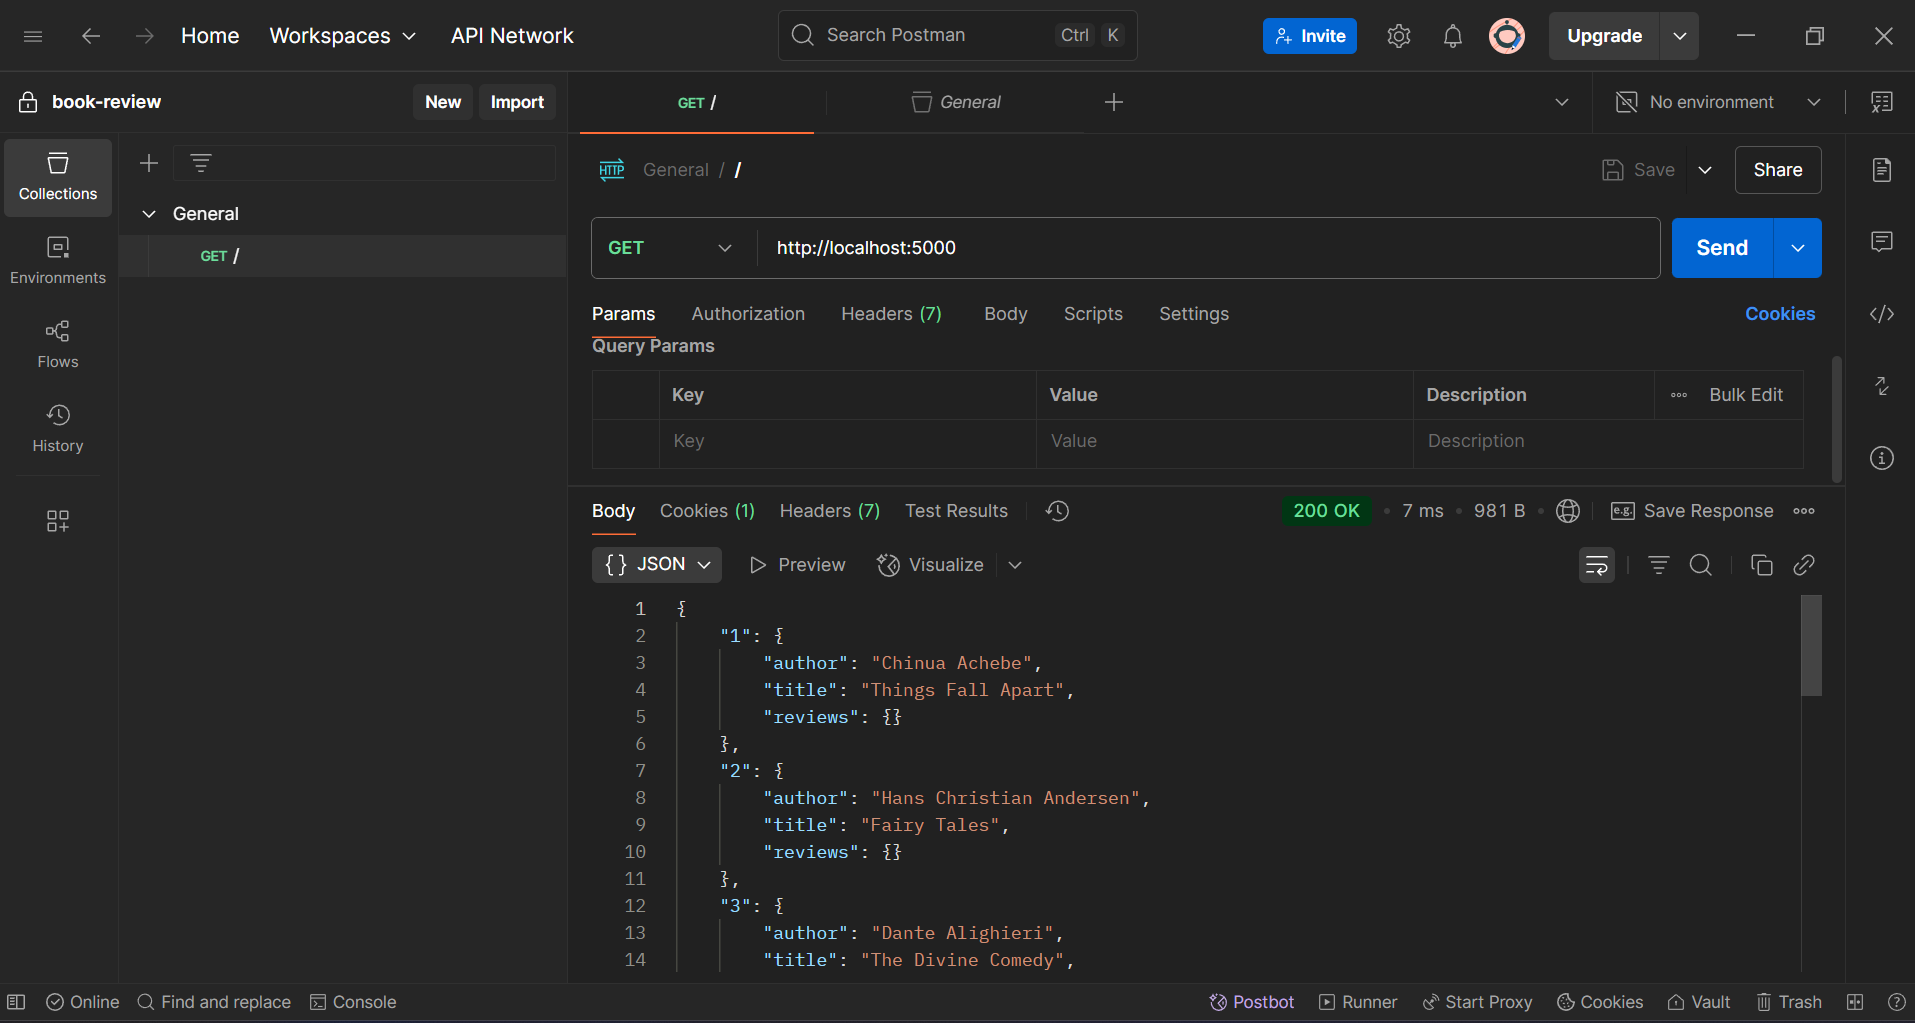 Home Workspaces API Network Search Postman Ctrl K Invite Upgrade
book-review New Import GET / General No environment
Collections
Environments
Flows
History
General
GET /
HTTP General / / Save Share
GET http://localhost:5000 Send
Params Authorization Headers (7) Body Scripts Settings Cookies
Query Params
Key Value Description Bulk Edit
Key Value Description
Body Cookies (1) Headers (7) Test Results 200 OK • 7 ms • 981 B • e.g. Save Response
{} JSON Preview Visualize
1 {
2 "1": {
3 "author": "Chinua Achebe",
4 "title": "Things Fall Apart",
5 "reviews": {}
6 },
7 "2": {
8 "author": "Hans Christian Andersen",
9 "title": "Fairy Tales",
10 "reviews": {}
11 },
12 "3": {
13 "author": "Dante Alighieri",
14 "title": "The Divine Comedy",
Online Find and replace Console Postbot Runner Start Proxy Cookies Vault Trash